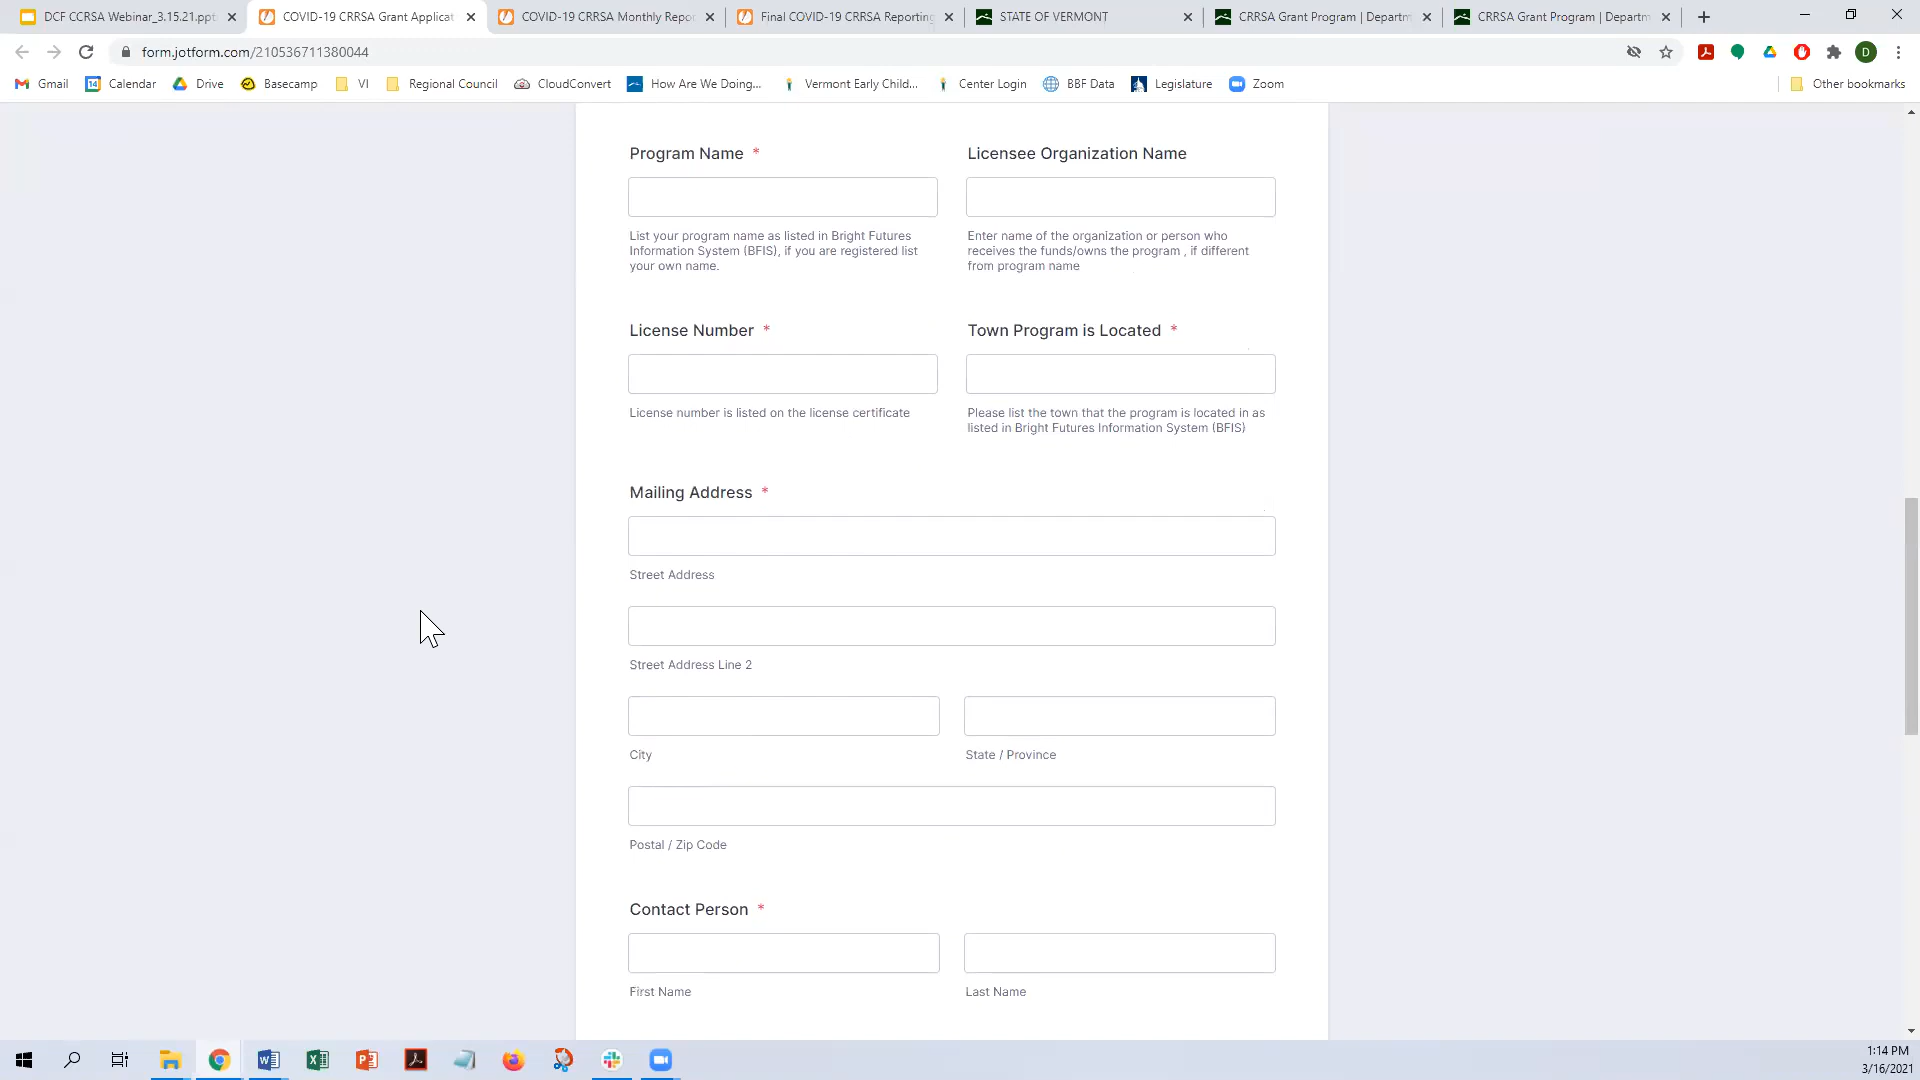 DCF CCRSA Webinar_3.15.21.ppt
COVID-19 CRRSA Grant Applicat
COVID-19 CRRSA Monthly Repo
Final COVID-19 CRRSA Reporting
STATE OF VERMONT
CRRSA Grant Program | Departm
CRRSA Grant Program | Departm
form.jotform.com/210536711380044
D
Gmail
Calendar
Drive
Basecamp
VI
Regional Council
CloudConvert
How Are We Doing...
Vermont Early Child...
Center Login
BBF Data
Legislature
Zoom
Other bookmarks
Program Name *
Licensee Organization Name
List your program name as listed in Bright Futures
Information System (BFIS), if you are registered list
your own name.
Enter name of the organization or person who
receives the funds/owns the program , if different
from program name
License Number *
Town Program is Located *
License number is listed on the license certificate
Please list the town that the program is located in as
listed in Bright Futures Information System (BFIS)
Mailing Address *
Street Address
Street Address Line 2
City
State / Province
Postal / Zip Code
Contact Person *
First Name
Last Name
1:14 PM
3/16/2021